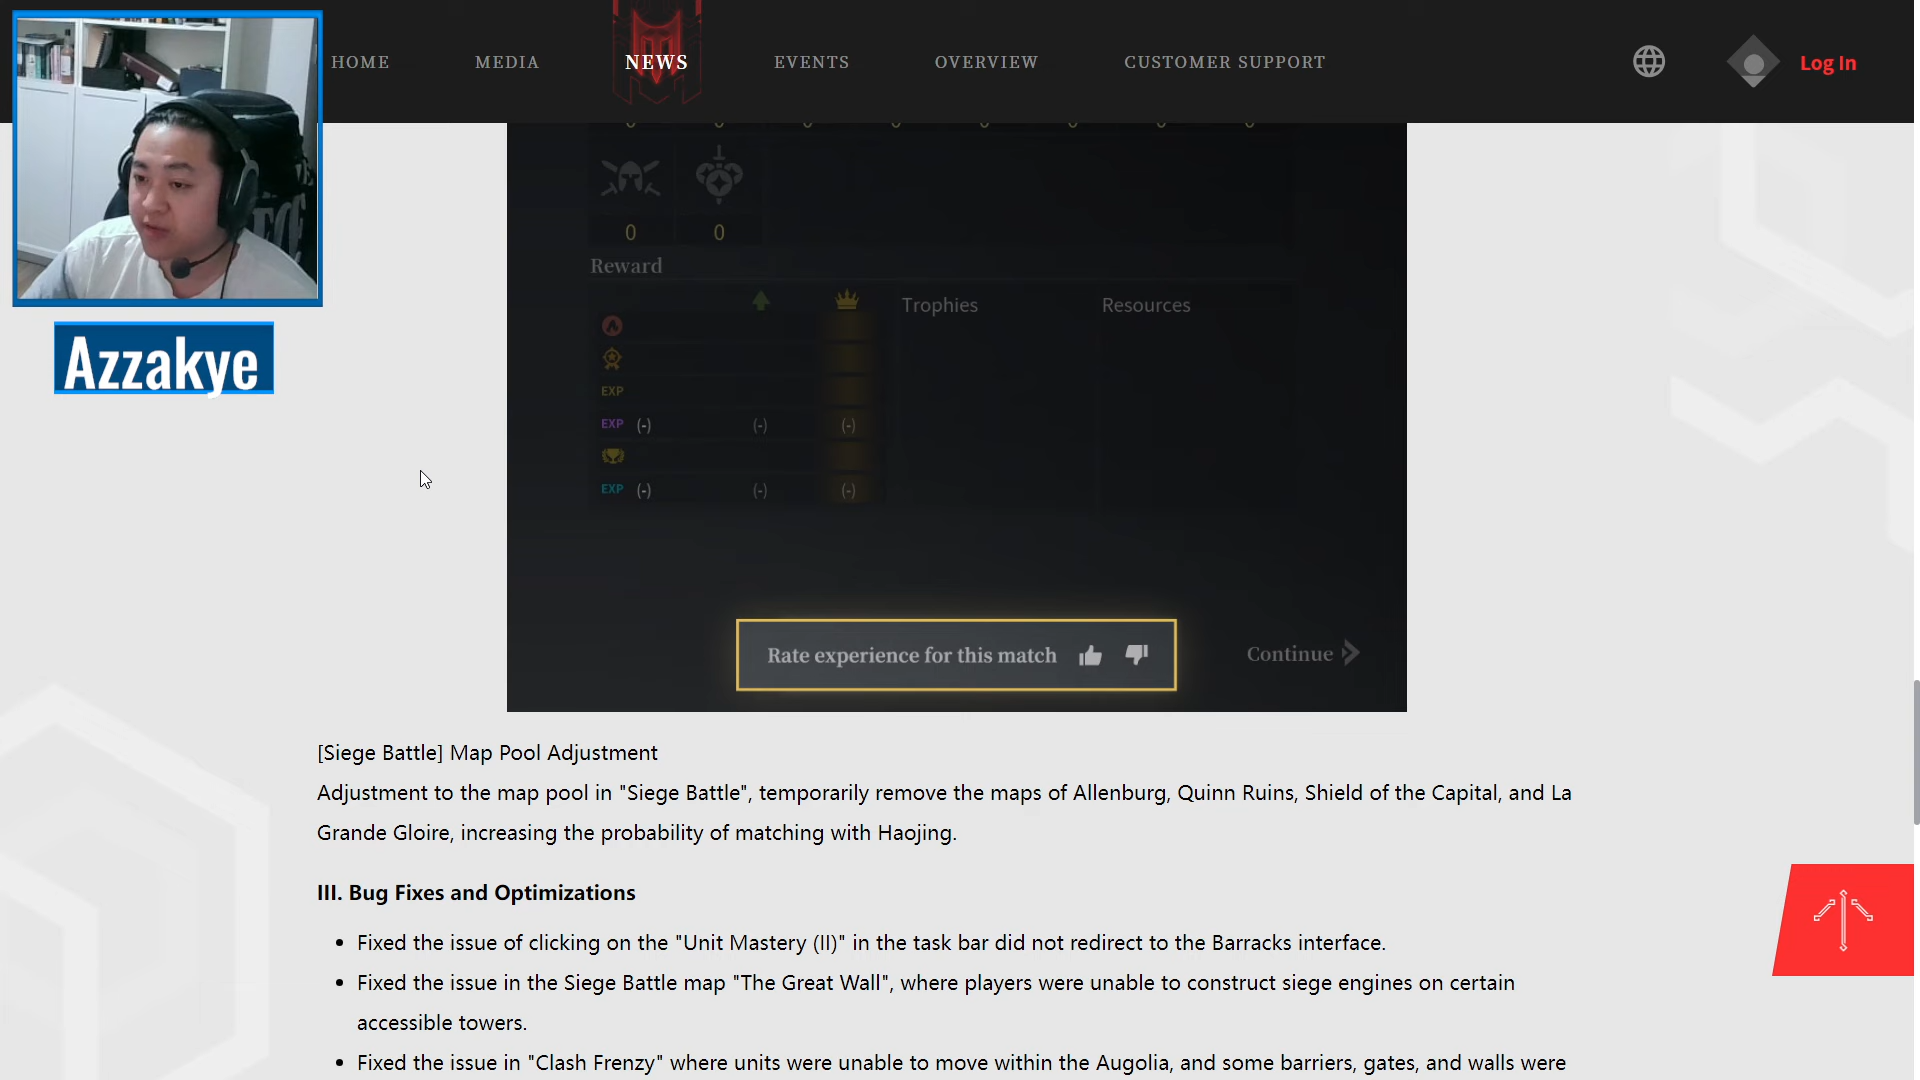 HOME MEDIA NEWS EVENTS OVERVIEW CUSTOMER SUPPORT Log In
Azzakye
0 0
Reward
Trophies Resources
EXP
EXP (-) (-) (-)
EXP (-) (-) (-)
Rate experience for this match
Continue
[Siege Battle] Map Pool Adjustment
Adjustment to the map pool in "Siege Battle", temporarily remove the maps of Allenburg, Quinn Ruins, Shield of the Capital, and La
Grande Gloire, increasing the probability of matching with Haojing.
III. Bug Fixes and Optimizations
• Fixed the issue of clicking on the "Unit Mastery (II)" in the task bar did not redirect to the Barracks interface.
• Fixed the issue in the Siege Battle map "The Great Wall", where players were unable to construct siege engines on certain
accessible towers.
• Fixed the issue in "Clash Frenzy" where units were unable to move within the Augolia, and some barriers, gates, and walls were